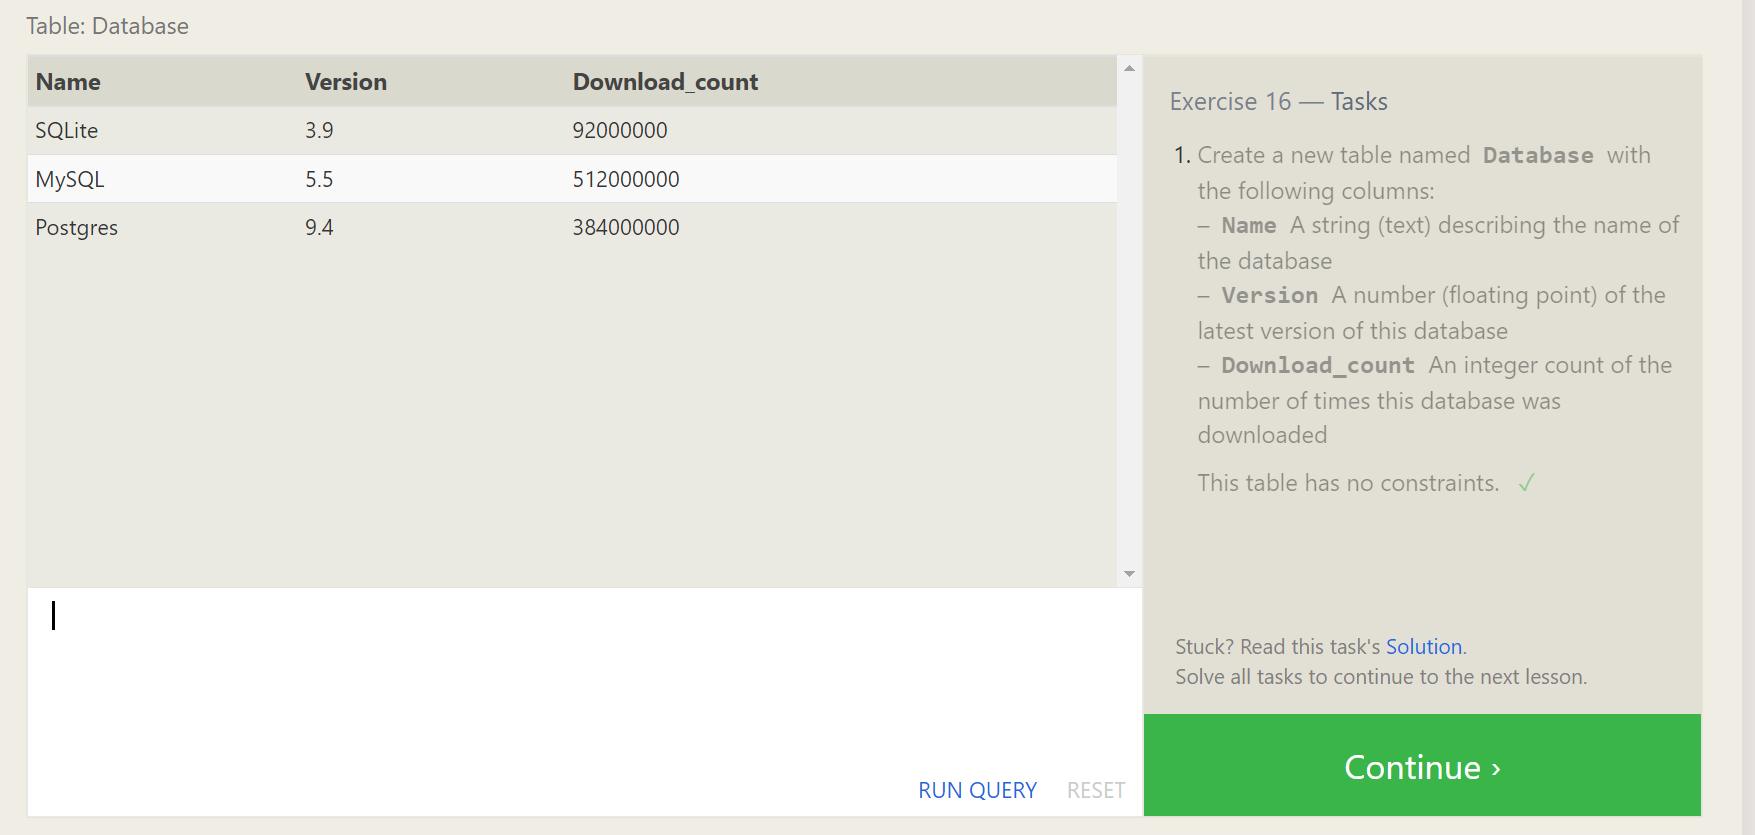 Table: Database
Name Version Download_count
SQLite 3.9 92000000
MySQL 5.5 512000000
Postgres 9.4 384000000
RUN QUERY RESET
Exercise 16 — Tasks
1. Create a new table named Database with
the following columns:
– Name A string (text) describing the name of
the database
– Version A number (floating point) of the
latest version of this database
– Download_count An integer count of the
number of times this database was
downloaded
This table has no constraints. ✓
Stuck? Read this task's Solution.
Solve all tasks to continue to the next lesson.
Continue ›